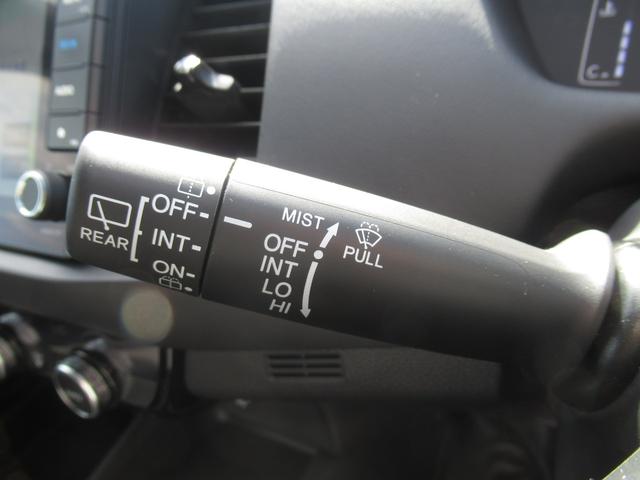 REAR
OFF
INT
ON
MIST
OFF
INT
LO
HI
PULL
C